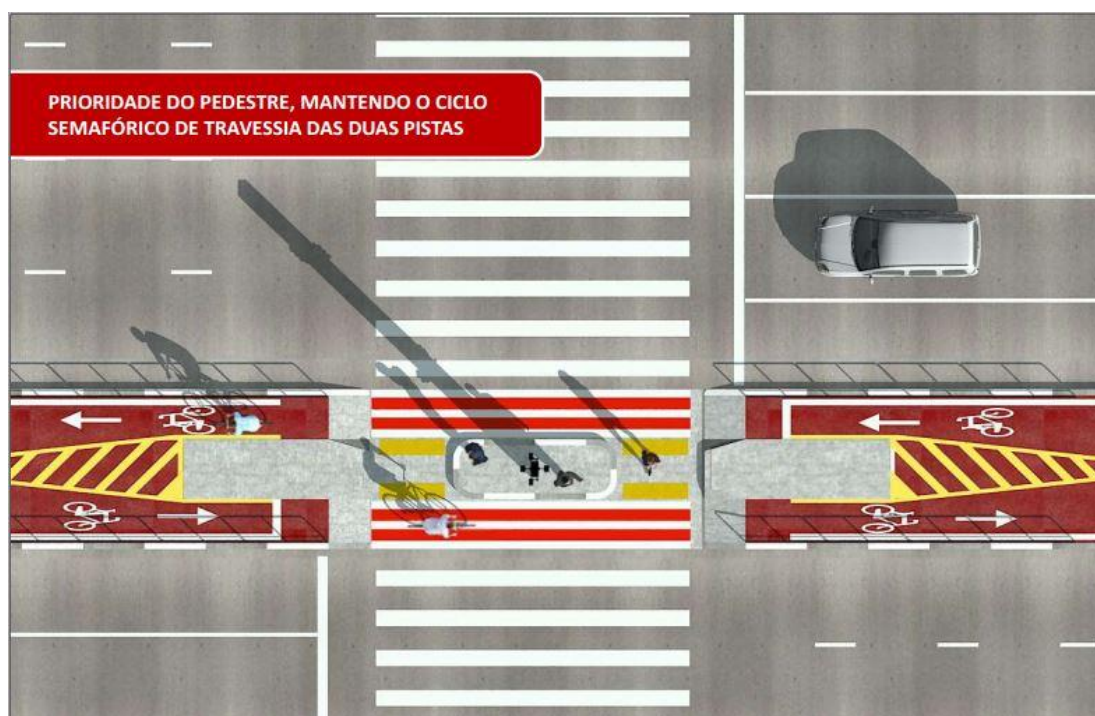 PRIORIDADE DO PEDESTRE, MANTENDO O CICLO
SEMAFÓRICO DE TRAVESSIA DAS DUAS PISTAS